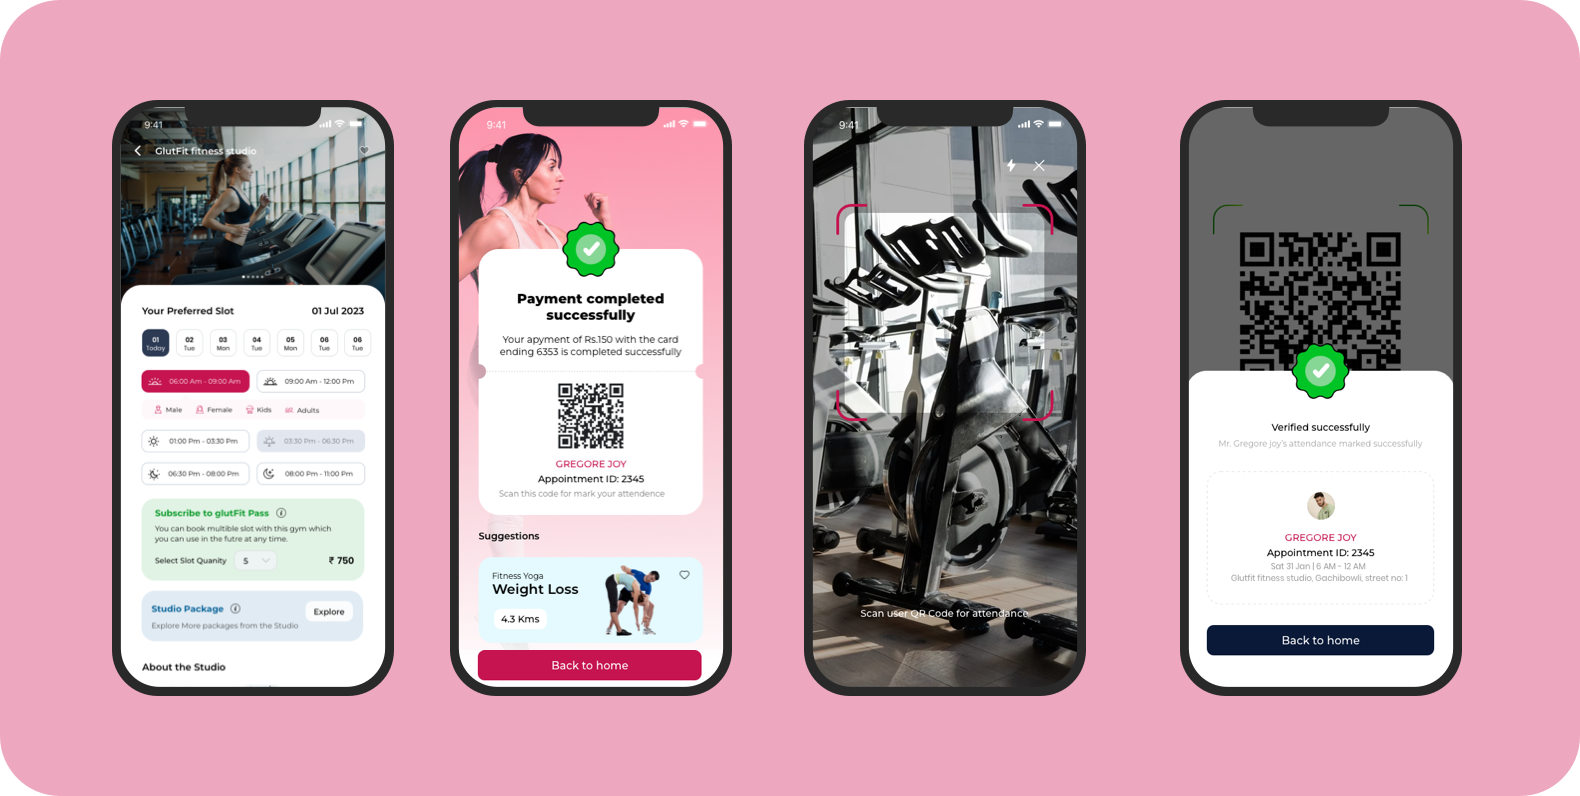 9:41
GlutFit fitness studio
Your Preferred Slot
01 Jul 2023
01 Today
02 Tue
03 Mon
04 Tue
05 Mon
06 Tue
06 Tue
06:00 Am - 09:00 Am
09:00 Am - 12:00 Pm
Male
Female
Kids
Adults
01:00 Pm - 03:30 Pm
03:30 Pm - 06:30 Pm
06:30 Pm - 08:00 Pm
08:00 Pm - 11:00 Pm
Subscribe to glutFit Pass
You can book multible slot with this gym which
you can use in the futre at any time.
Select Slot Quanity
5
₹ 750
Studio Package
Explore
Explore More packages from the Studio
About the Studio
9:41
Payment completed
successfully
Your apyment of Rs.150 with the card
ending 6353 is completed successfully
GREGORE JOY
Appointment ID: 2345
Scan this code for mark your attendence
Suggestions
Fitness Yoga
Weight Loss
4.3 Kms
Back to home
9:41
Scan user QR Code for attendance
Verified successfully
Mr. Gregore joy's attendance marked successfully
GREGORE JOY
Appointment ID: 2345
Sat 31 Jan | 6 AM - 12 AM
Glutfit fitness studio, Gachibowli, street no: 1
Back to home